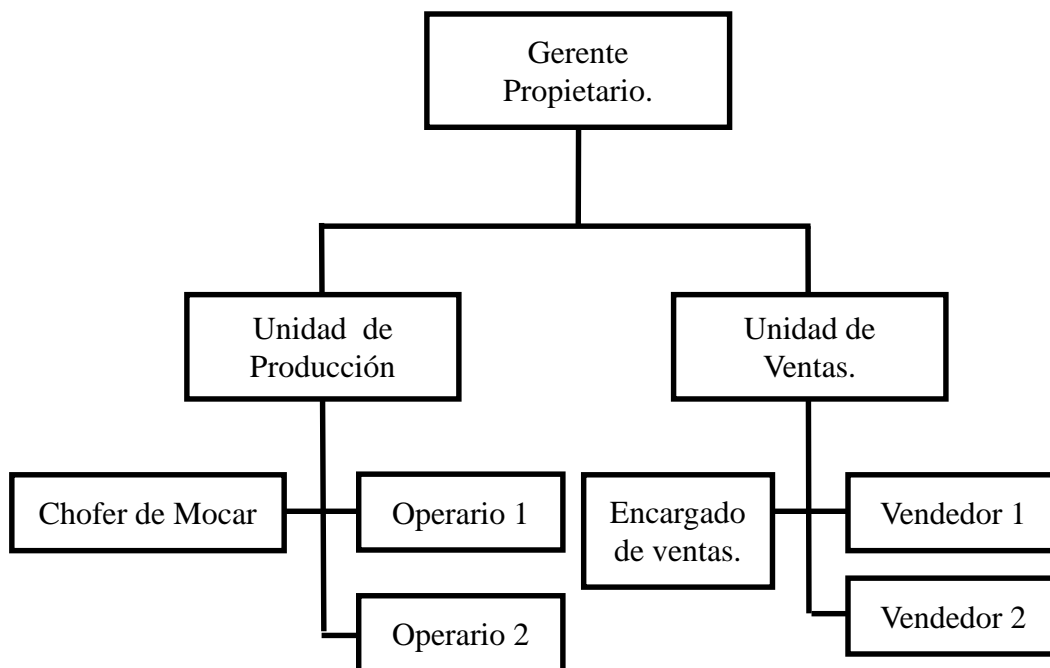 Gerente
Propietario.
Unidad de
Producción
Unidad de
Ventas.
Chofer de Mocar
Operario 1
Encargado
de ventas.
Vendedor 1
Operario 2
Vendedor 2